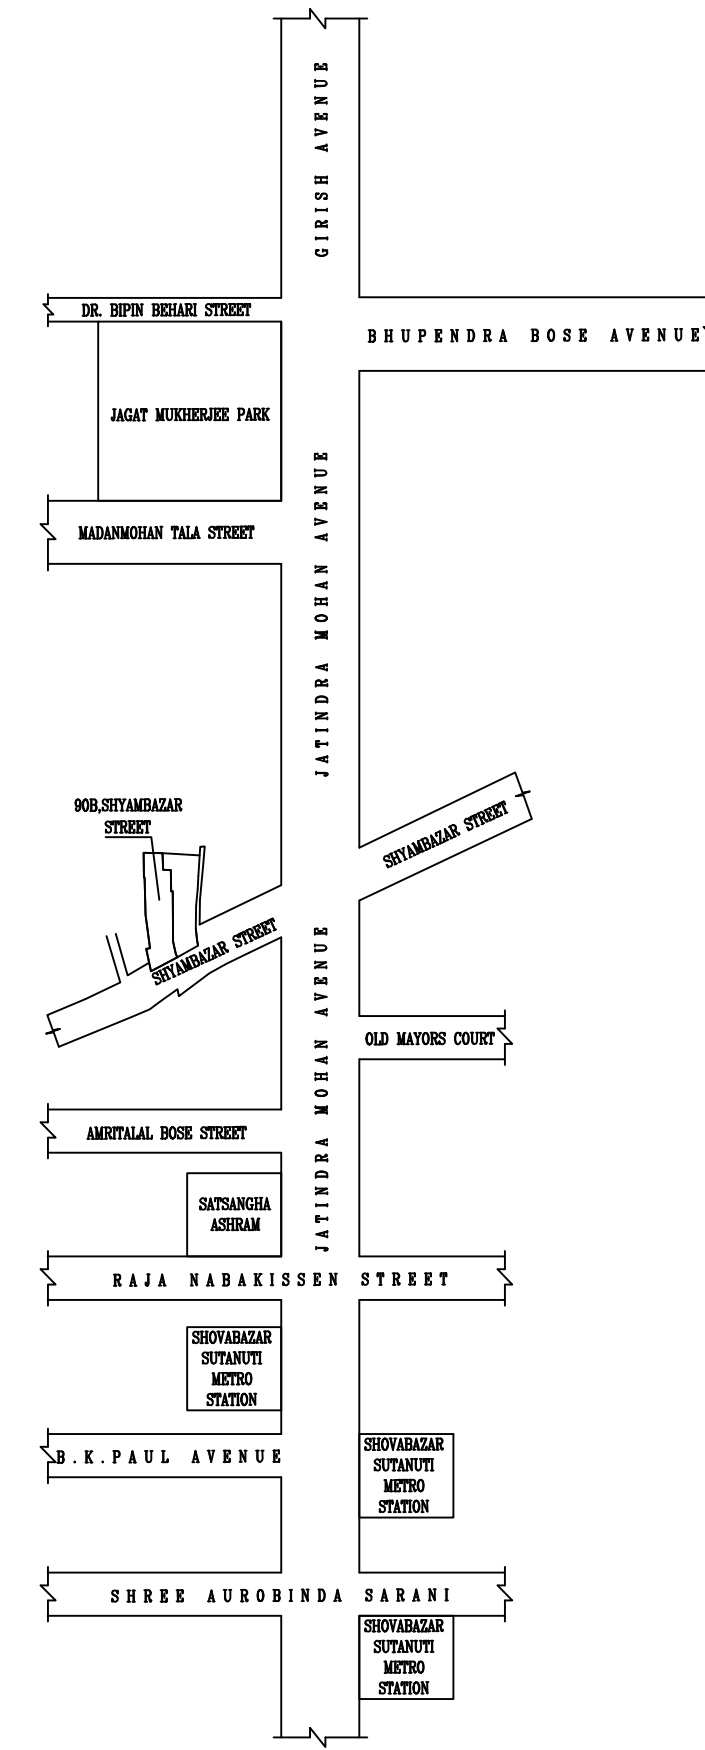 GIRISH AVENUE
DR. BIPIN BEHARI STREET
BHUPENDRA BOSE AVENUE
JAGAT MUKHERJEE PARK
JATINDRA MOHAN AVENUE
MADANMOHAN TALA STREET
90B,SHYAMBAZAR
STREET
SHYAMBAZAR STREET
SHYAMBAZAR STREET
JATINDRA MOHAN AVENUE
OLD MAYORS COURT
AMRITALAL BOSE STREET
SATSANGHA
ASHRAM
RAJA NABAKISSEN STREET
SHOVABAZAR
SUTANUTI
METRO
STATION
B.K.PAUL AVENUE
SHOVABAZAR
SUTANUTI
METRO
STATION
SHREE AUROBINDA SARANI
SHOVABAZAR
SUTANUTI
METRO
STATION